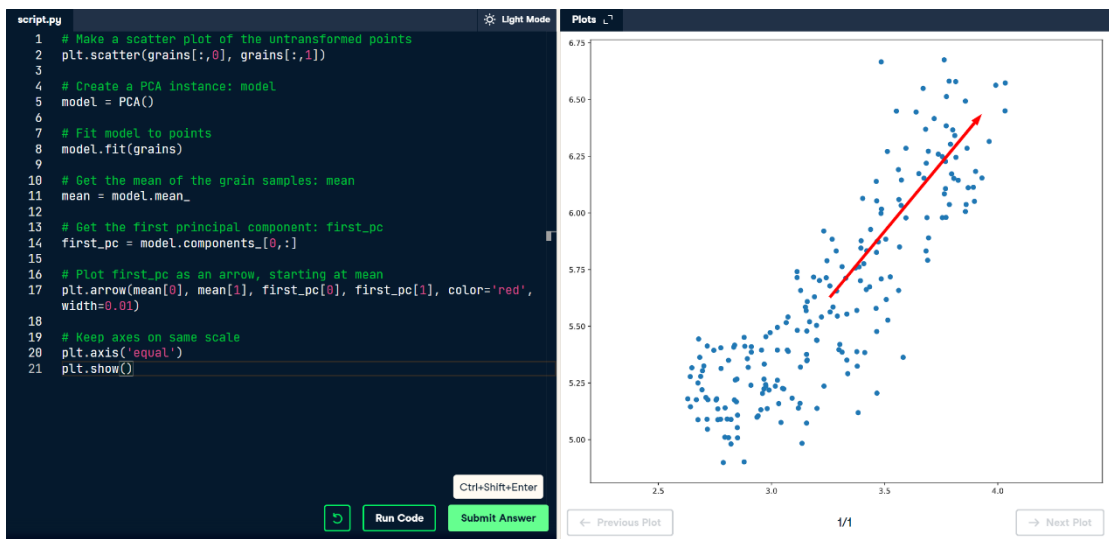 script.py
Light Mode
1 # Make a scatter plot of the untransformed points
2 plt.scatter(grains[:,0], grains[:,1])
3
4 # Create a PCA instance: model
5 model = PCA()
6
7 # Fit model to points
8 model.fit(grains)
9
10 # Get the mean of the grain samples: mean
11 mean = model.mean_
12
13 # Get the first principal component: first_pc
14 first_pc = model.components_[0,:]
15
16 # Plot first_pc as an arrow, starting at mean
17 plt.arrow(mean[0], mean[1], first_pc[0], first_pc[1], color='red',
width=0.01)
18
19 # Keep axes on same scale
20 plt.axis('equal')
21 plt.show()
Ctrl+Shift+Enter
Run Code
Submit Answer
Plots
6.75
6.50
6.25
6.00
5.75
5.50
5.25
5.00
2.5 3.0 3.5 4.0
← Previous Plot
1/1
→ Next Plot